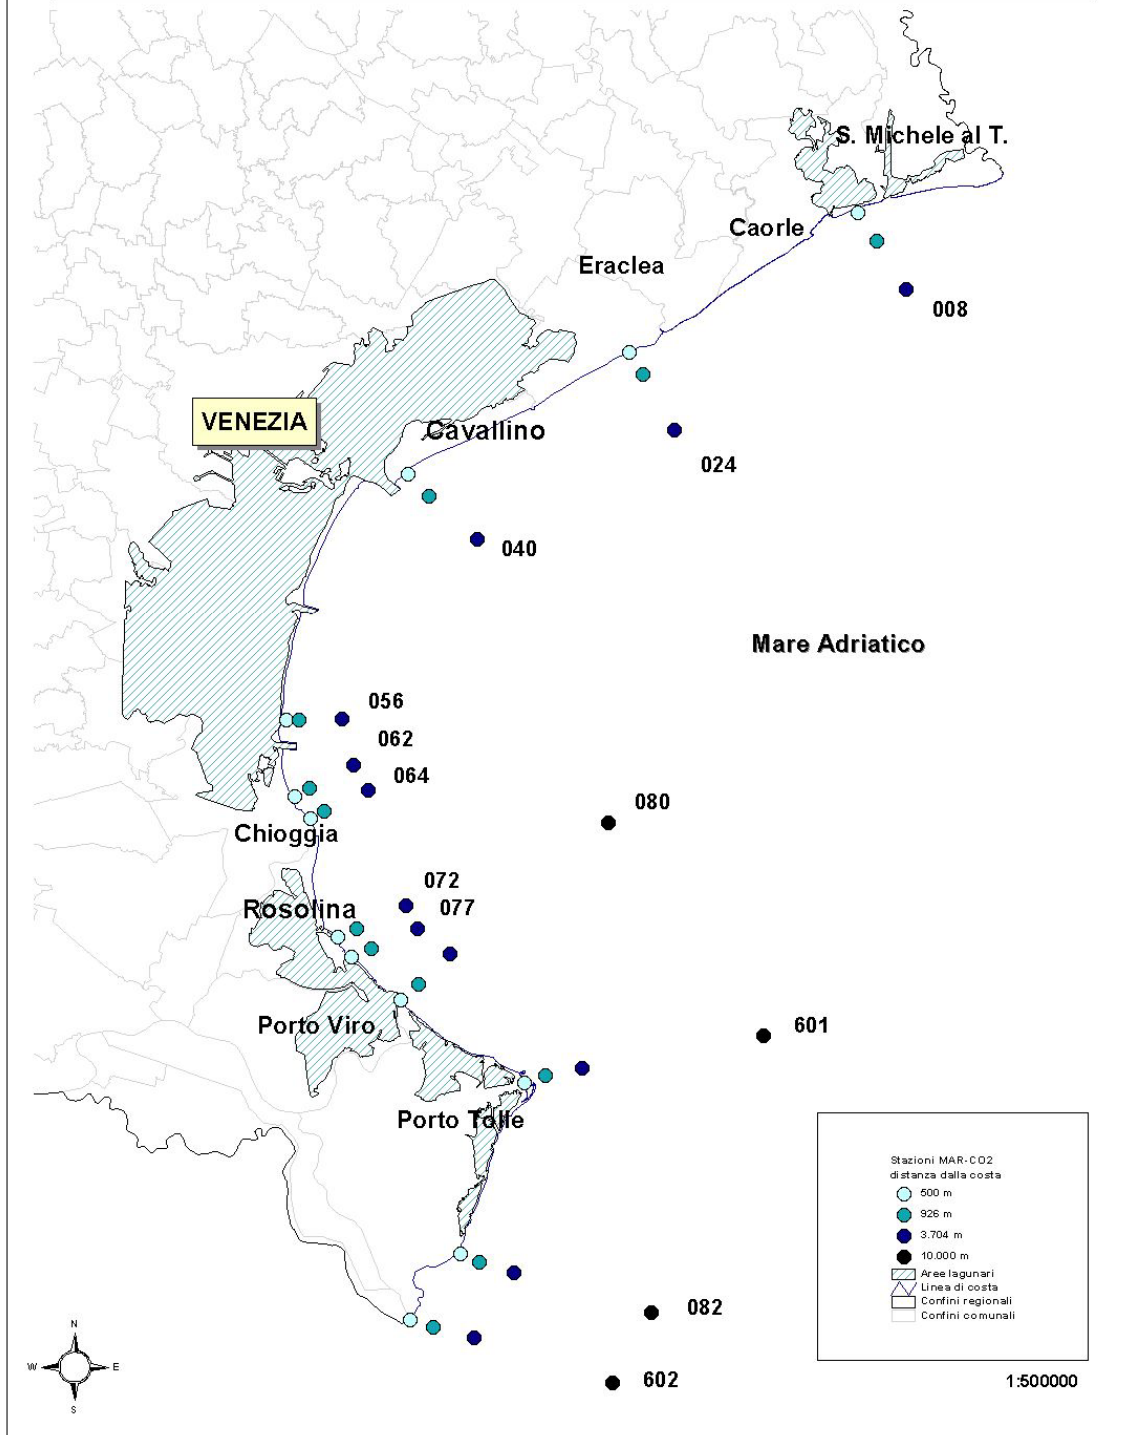 S. Michele al T.
Caorle
Eraclea
008
VENEZIA
Cavallino
024
040
Mare Adriatico
056
062
064
080
Chioggia
072
Rosolina
077
Porto Viro
601
Porto Tolle
Stazioni MAR-CO2
distanza dalla costa
500 m
926 m
3.704 m
10.000 m
Aree lagunari
Linea di costa
Confini regionali
Confini comunali
082
N
W
E
S
602
1:500000